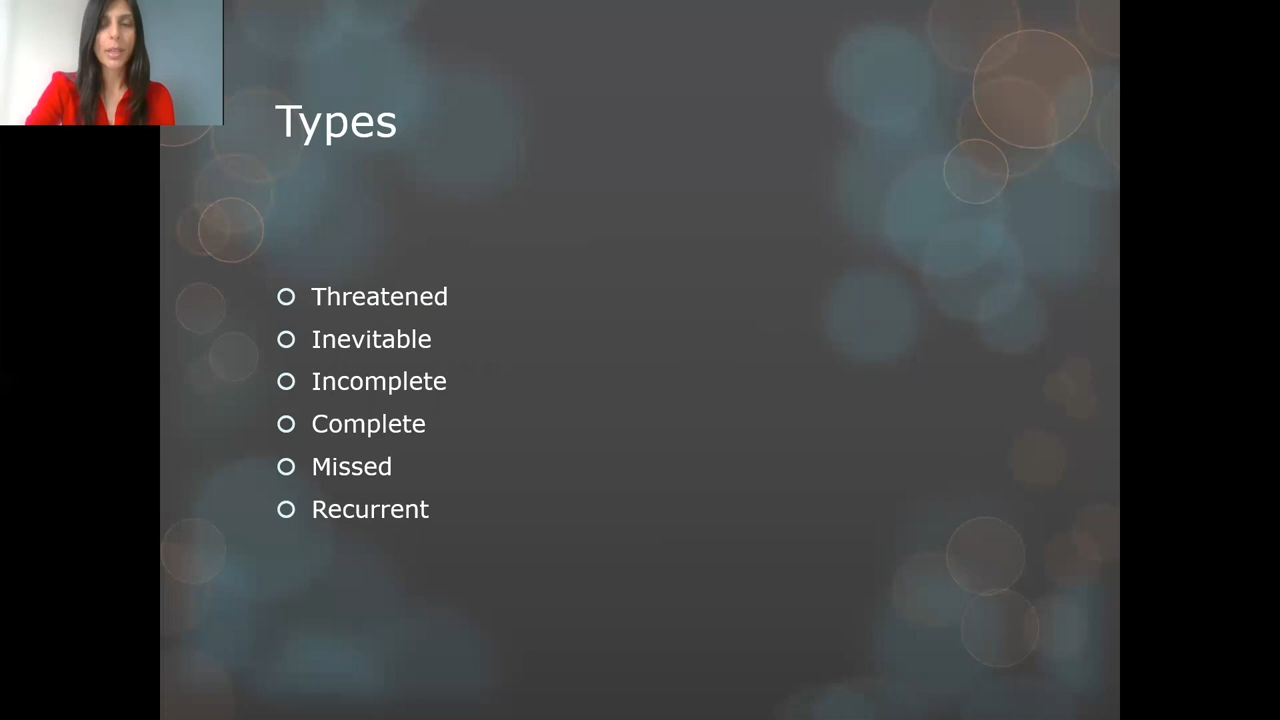 Types
Threatened
Inevitable
Incomplete
Complete
Missed
Recurrent